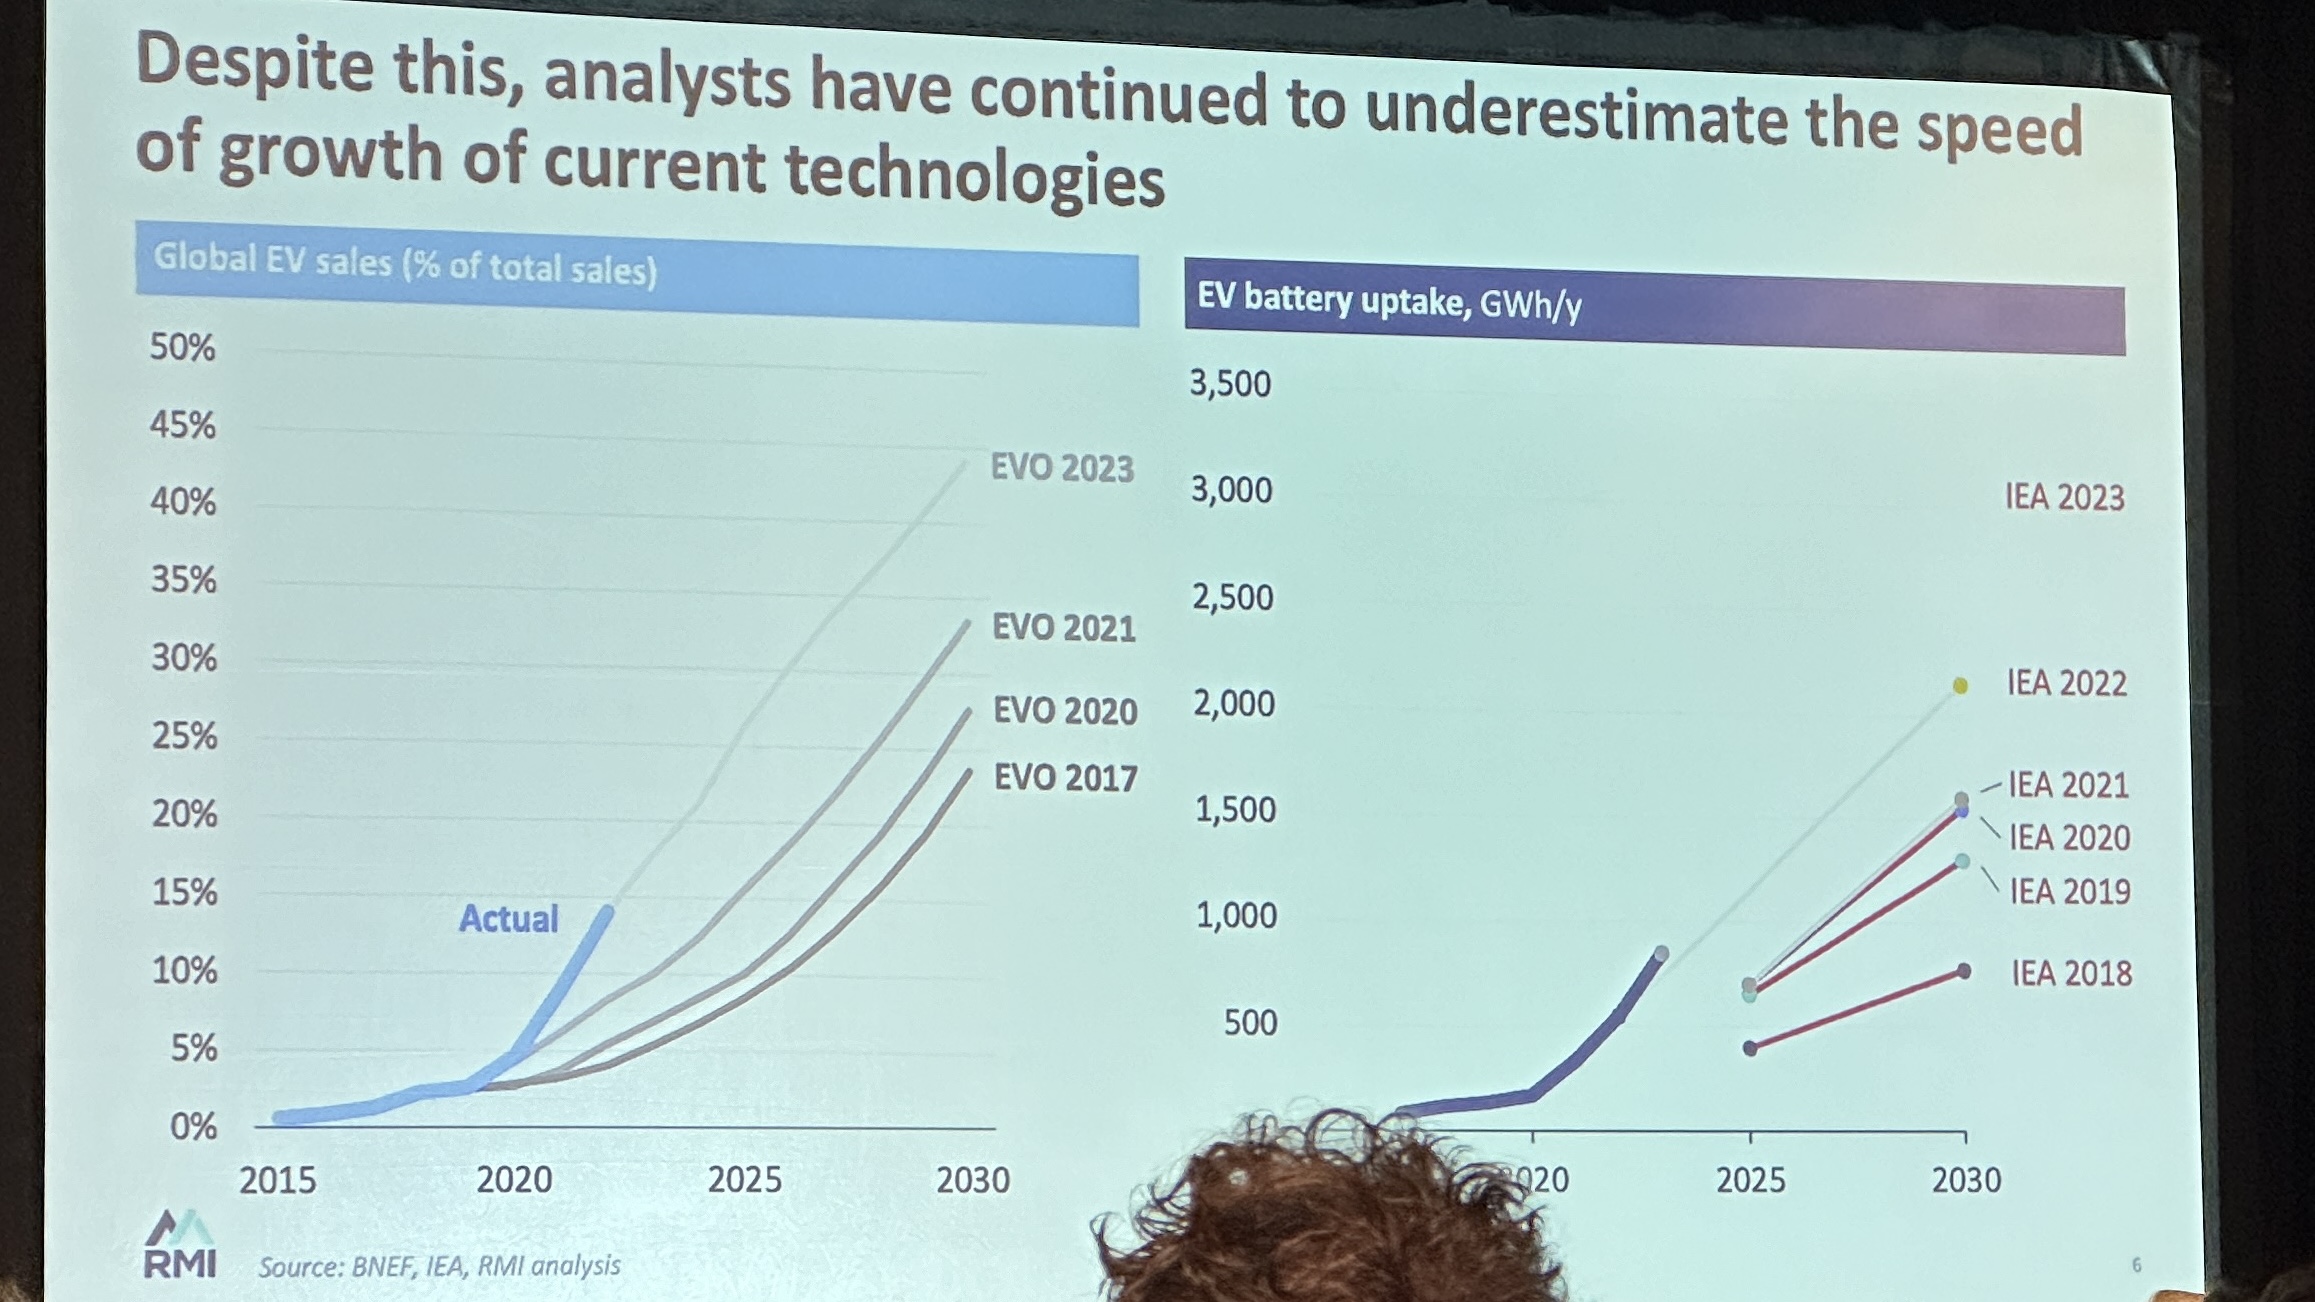 Despite this, analysts have continued to underestimate the speed
of growth of current technologies
Global EV sales (% of total sales)
50%
45%
40%
35%
30%
25%
20%
15%
10%
5%
0%
EVO 2023
EVO 2021
EVO 2020
EVO 2017
Actual
2015
2020
2025
2030
EV battery uptake, GWh/y
3,500
3,000
2,500
2,000
1,500
1,000
500
IEA 2023
IEA 2022
IEA 2021
IEA 2020
IEA 2019
IEA 2018
2025
2030
RMI
Source: BNEF, IEA, RMI analysis
6